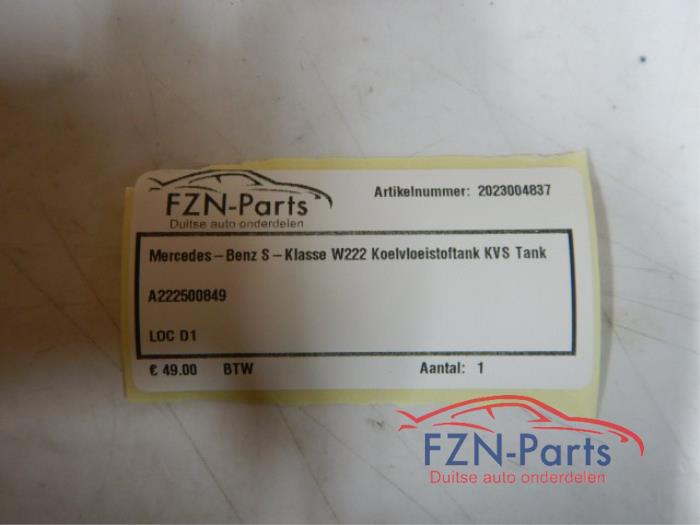 FZN-Parts
Duitse auto onderdelen
Artikelnummer: 2023004837
Mercedes-Benz S-Klasse W222 Koelvloeistoftank KVS Tank
A222500849
LOC D1
€ 49.00 BTW Aantal: 1
FZN-Parts
Duitse auto onderdelen